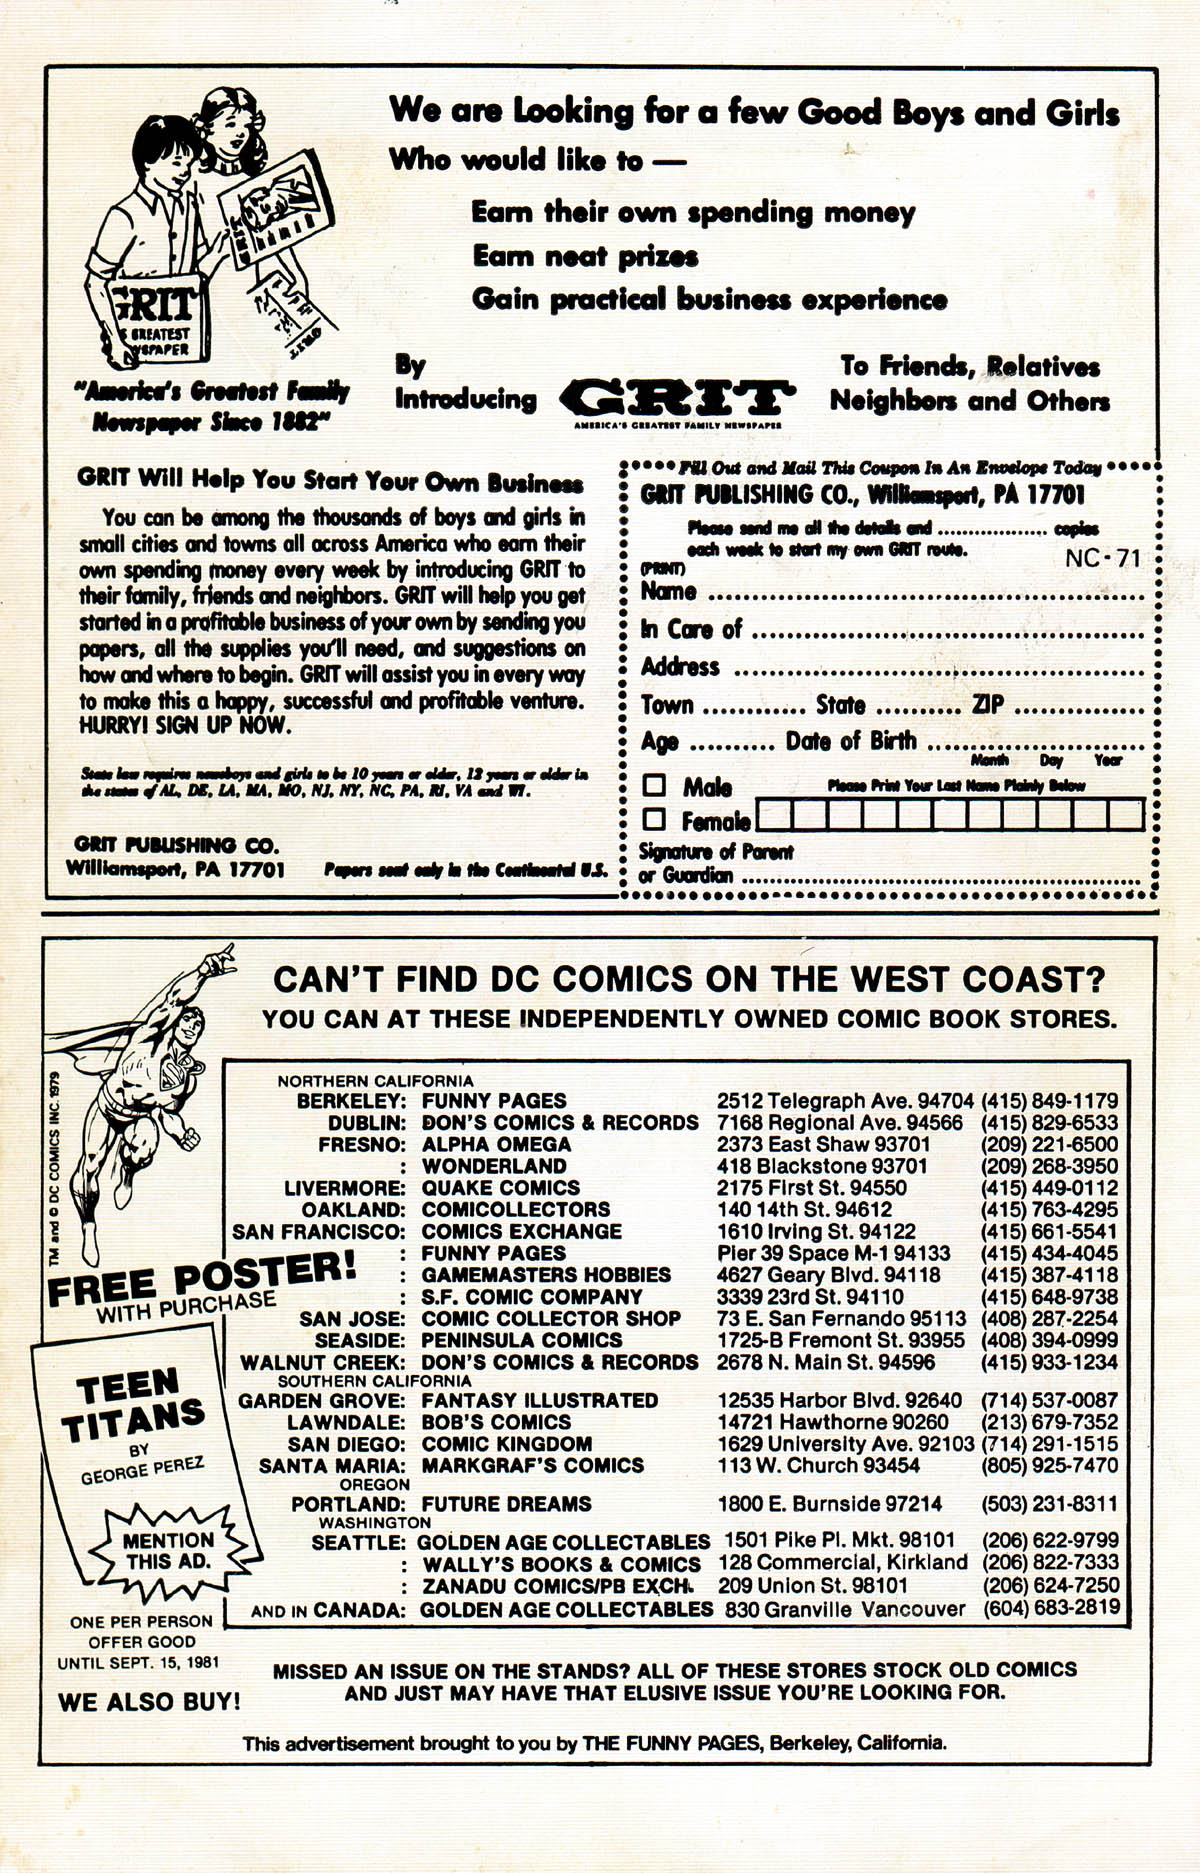 We are Looking for a few Good Boys and Girls
Who would like to —
Earn their own spending money
Earn neat prizes
Gain practical business experience
GRIT
GREATEST
NEWSPAPER
GRIT
"America's Greatest Family
Newspaper Since 1882"
By
Introducing
GRIT
AMERICA'S GREATEST FAMILY NEWSPAPER
To Friends, Relatives
Neighbors and Others
GRIT Will Help You Start Your Own Business
You can be among the thousands of boys and girls in
small cities and towns all across America who earn their
own spending money every week by introducing GRIT to
their family, friends and neighbors. GRIT will help you get
started in a profitable business of your own by sending you
papers, all the supplies you'll need, and suggestions on
how and where to begin. GRIT will assist you in every way
to make this a happy, successful and profitable venture.
HURRY! SIGN UP NOW.
State law requires newsboys and girls to be 10 years or older, 12 years or older in
the states of AL, DE, LA, MA, MO, NJ, NY, NC, PA, RI, VA and WI.
GRIT PUBLISHING CO.
Williamsport, PA 17701
Papers sent only in the Continental U.S.
Fill Out and Mail This Coupon In An Envelope Today
GRIT PUBLISHING CO., Williamsport, PA 17701
Please send me all the details and .................. copies
each week to start my own GRIT route.
NC-71
(PRINT)
Name
In Care of
Address
Town ............ State .......... ZIP ...............
Age .......... Date of Birth .........................
Month Day Year
Male
Please Print Your Last Name Plainly Below
Female
Signature of Parent
or Guardian
CAN'T FIND DC COMICS ON THE WEST COAST?
YOU CAN AT THESE INDEPENDENTLY OWNED COMIC BOOK STORES.
TM and © DC COMICS INC. 1979
NORTHERN CALIFORNIA
BERKELEY: FUNNY PAGES 2512 Telegraph Ave. 94704 (415) 849-1179
DUBLIN: DON'S COMICS & RECORDS 7168 Regional Ave. 94566 (415) 829-6533
FRESNO: ALPHA OMEGA 2373 East Shaw 93701 (209) 221-6500
: WONDERLAND 418 Blackstone 93701 (209) 268-3950
LIVERMORE: QUAKE COMICS 2175 First St. 94550 (415) 449-0112
OAKLAND: COMICOLLECTORS 140 14th St. 94612 (415) 763-4295
SAN FRANCISCO: COMICS EXCHANGE 1610 Irving St. 94122 (415) 661-5541
: FUNNY PAGES Pier 39 Space M-1 94133 (415) 434-4045
: GAMEMASTERS HOBBIES 4627 Geary Blvd. 94118 (415) 387-4118
: S.F. COMIC COMPANY 3339 23rd St. 94110 (415) 648-9738
SAN JOSE: COMIC COLLECTOR SHOP 73 E. San Fernando 95113 (408) 287-2254
SEASIDE: PENINSULA COMICS 1725-B Fremont St. 93955 (408) 394-0999
WALNUT CREEK: DON'S COMICS & RECORDS 2678 N. Main St. 94596 (415) 933-1234
SOUTHERN CALIFORNIA
GARDEN GROVE: FANTASY ILLUSTRATED 12535 Harbor Blvd. 92640 (714) 537-0087
LAWNDALE: BOB'S COMICS 14721 Hawthorne 90260 (213) 679-7352
SAN DIEGO: COMIC KINGDOM 1629 University Ave. 92103 (714) 291-1515
SANTA MARIA: MARKGRAF'S COMICS 113 W. Church 93454 (805) 925-7470
OREGON
PORTLAND: FUTURE DREAMS 1800 E. Burnside 97214 (503) 231-8311
WASHINGTON
SEATTLE: GOLDEN AGE COLLECTABLES 1501 Pike Pl. Mkt. 98101 (206) 622-9799
: WALLY'S BOOKS & COMICS 128 Commercial, Kirkland (206) 822-7333
: ZANADU COMICS/PB EXCH. 209 Union St. 98101 (206) 624-7250
AND IN CANADA: GOLDEN AGE COLLECTABLES 830 Granville Vancouver (604) 683-2819
FREE POSTER!
WITH PURCHASE
TEEN
TITANS
BY
GEORGE PEREZ
MENTION
THIS AD.
ONE PER PERSON
OFFER GOOD
UNTIL SEPT. 15, 1981
WE ALSO BUY!
MISSED AN ISSUE ON THE STANDS? ALL OF THESE STORES STOCK OLD COMICS
AND JUST MAY HAVE THAT ELUSIVE ISSUE YOU'RE LOOKING FOR.
This advertisement brought to you by THE FUNNY PAGES, Berkeley, California.